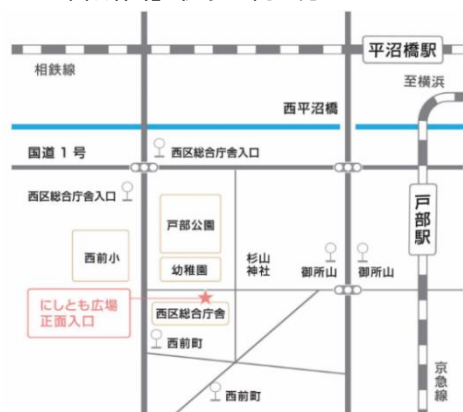 平沼橋駅
相鉄線
至横浜
西平沼橋
国道1号
西区総合庁舎入口
西区総合庁舎入口
戸部公園
戸部駅
西前小
幼稚園
杉山
神社
御所山
御所山
にしとも広場
正面入口
西区総合庁舎
西前町
京急線
西前町